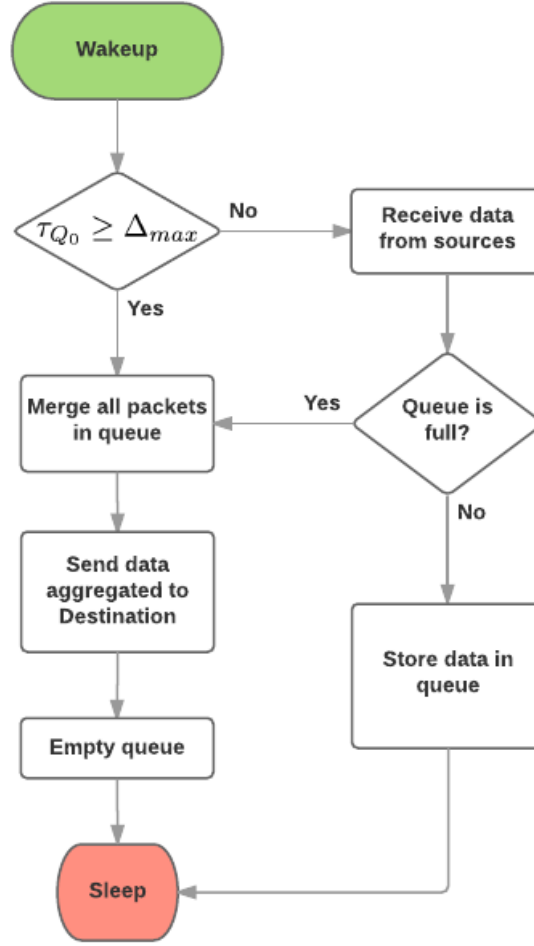 Wakeup
τ_{Q_0} ≥ Δ_{max}
No
Receive data
from sources
Yes
Merge all packets
in queue
Yes
Queue is
full?
No
Send data
aggregated to
Destination
Store data in
queue
Empty queue
Sleep